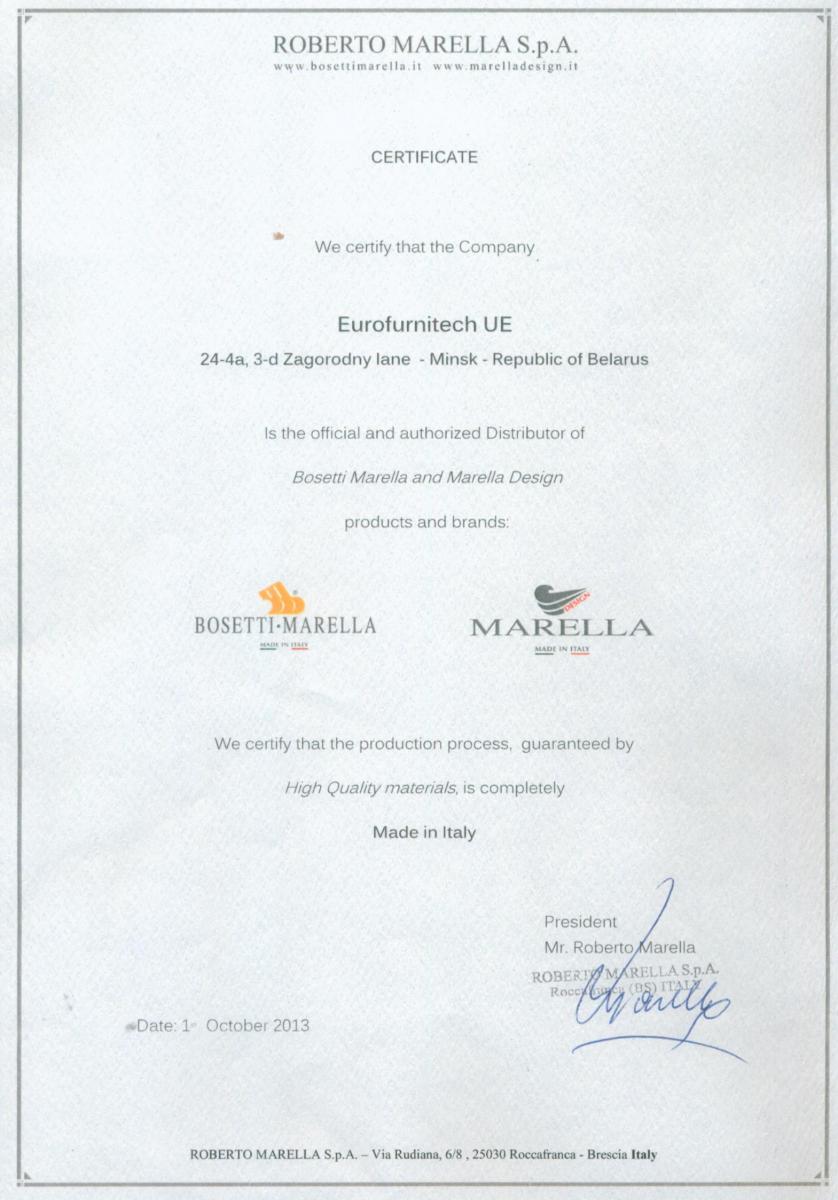 ROBERTO MARELLA S.p.A.
www.bosettimarella.it www.marelladesign.it
CERTIFICATE
We certify that the Company
Eurofurnitech UE
24-4a, 3-d Zagorodny lane - Minsk - Republic of Belarus
Is the official and authorized Distributor of
Bosetti Marella and Marella Design
products and brands:
BOSETTI·MARELLA
MADE IN ITALY
DESIGN
MARELLA
MADE IN ITALY
We certify that the production process, guaranteed by
High Quality materials, is completely
Made in Italy
President
Mr. Roberto Marella
ROBERTO MARELLA S.p.A.
Roccafranca (BS) ITALY
Date: 1 October 2013
ROBERTO MARELLA S.p.A. – Via Rudiana, 6/8 , 25030 Roccafranca - Brescia Italy